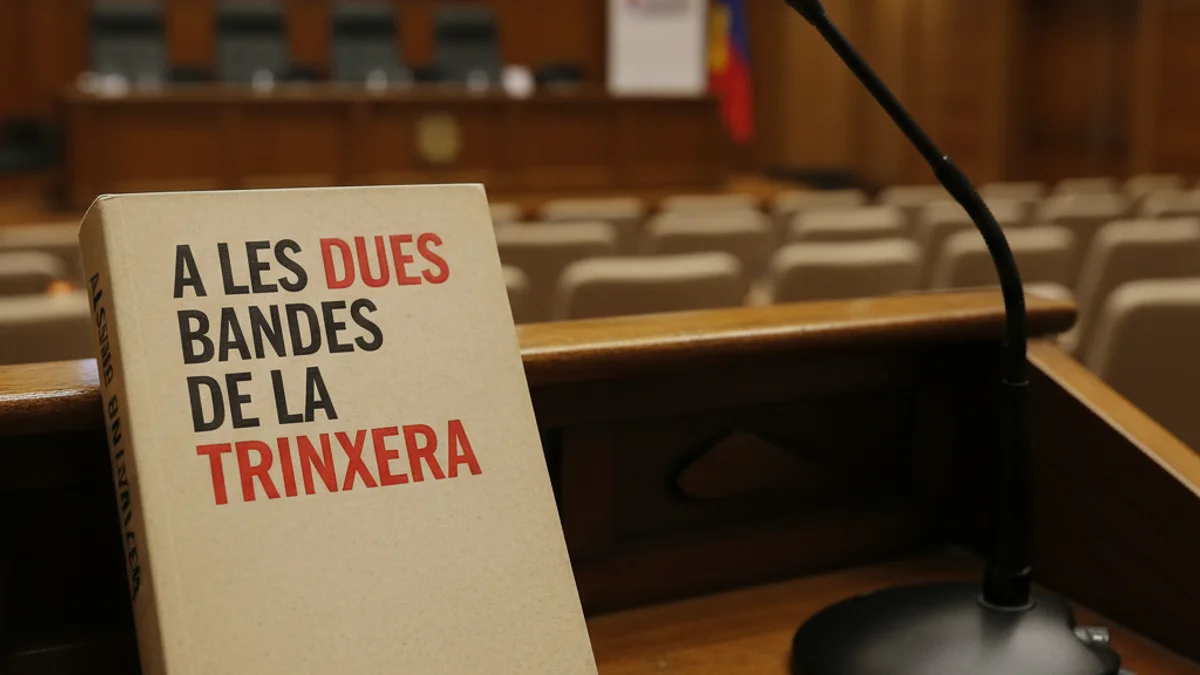 A LES DUES
BANDES
DE LA
TRINXERA